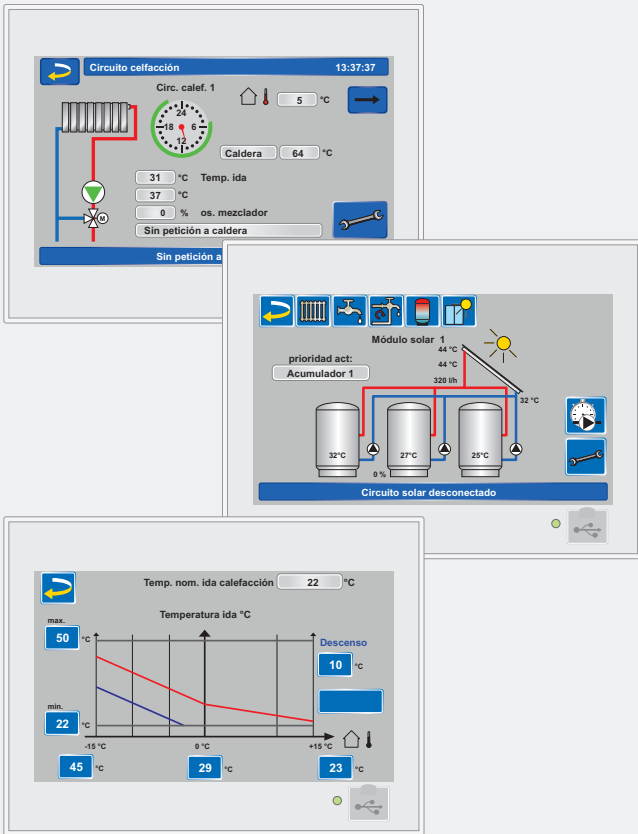 Circuito celfacción 13:37:37
Circ. calef. 1
5 °C
24
18 6
12
Caldera 64 °C
31 °C Temp. ida
37 °C
0 % os. mezclador
M
Sin petición a caldera
Sin petición a
Módulo solar 1
44 °C
prioridad act:
44 °C
Acumulador 1
320 l/h
32 °C
32°C 27°C 25°C
0 %
Circuito solar desconectado
Temp. nom. ida calefacción 22 °C
Temperatura ida °C
max.
50 °C
Descenso
10 °C
min.
22 °C
-15 °C 0 °C +15 °C
45 °C 29 °C 23 °C